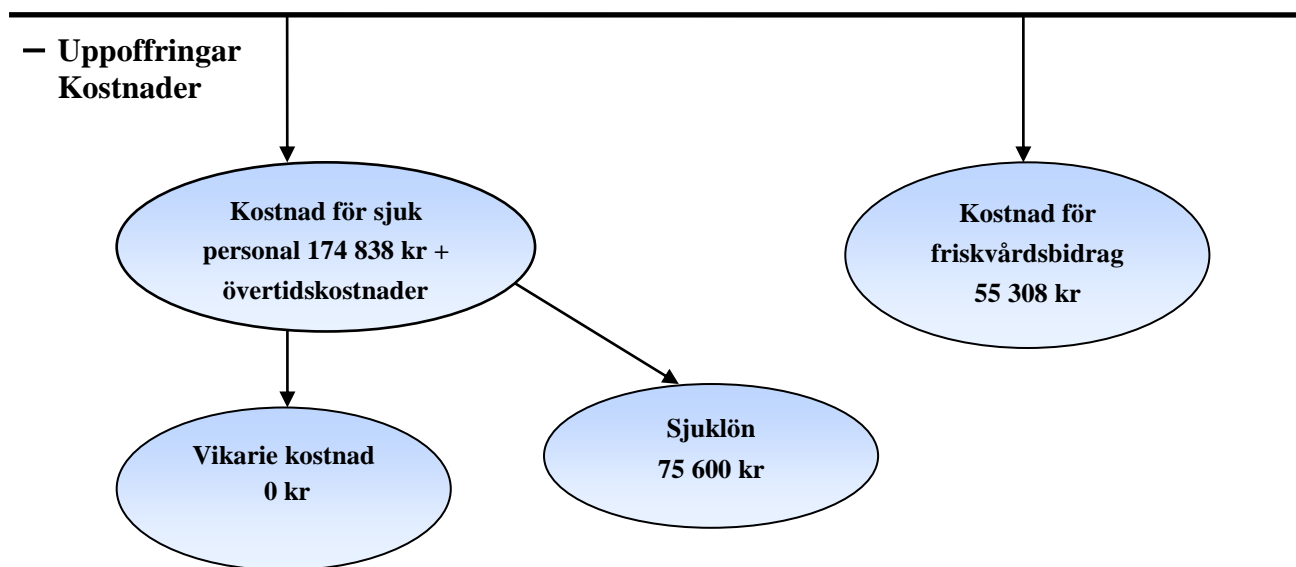 – Uppoffringar
Kostnader
Kostnad för sjuk
personal 174 838 kr +
övertidskostnader
Kostnad för
friskvårdsbidrag
55 308 kr
Vikarie kostnad
0 kr
Sjuklön
75 600 kr